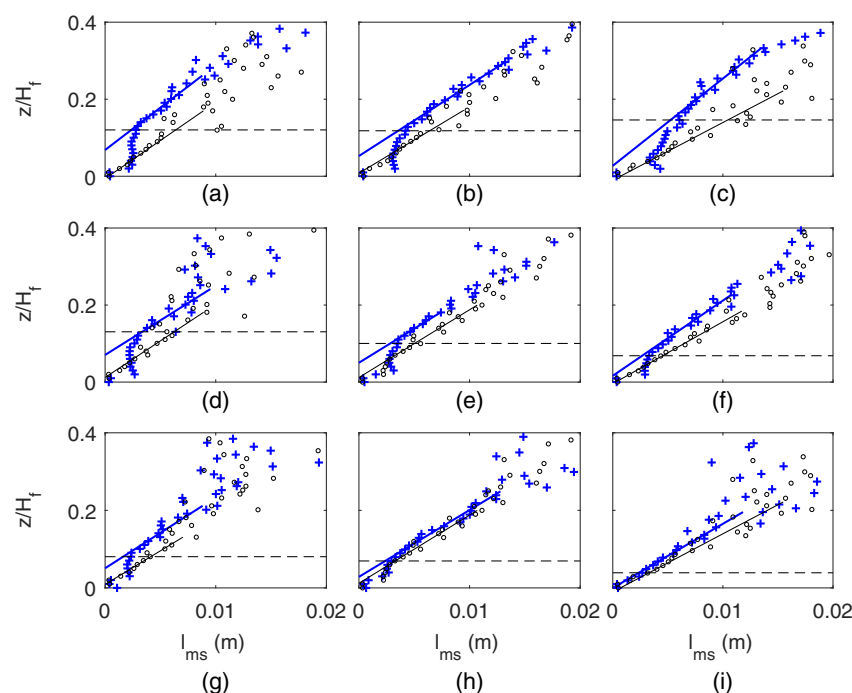 0.4
z/H_f
0.2
0
(a)
(b)
(c)
0.4
z/H_f
0.2
0
(d)
(e)
(f)
0.4
z/H_f
0.2
0
0 0.01 0.02 0 0.01 0.02 0 0.01 0.02
l_ms (m) l_ms (m) l_ms (m)
(g)
(h)
(i)